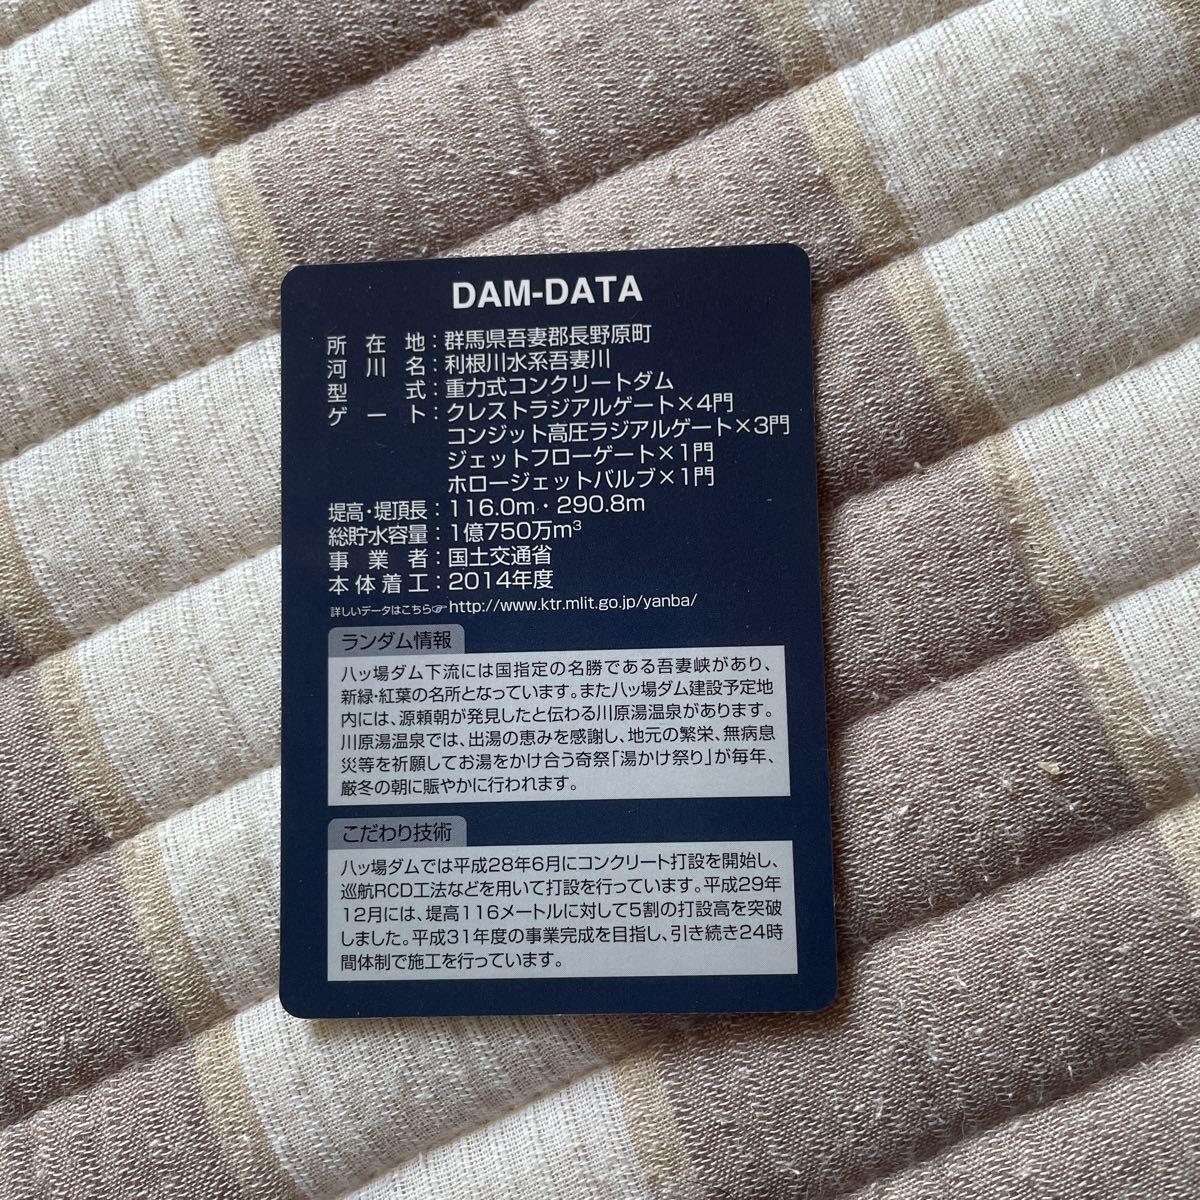 DAM-DATA
所在地：群馬県吾妻郡長野原町
河川名：利根川水系吾妻川
型式：重力式コンクリートダム
ゲート：クレストラジアルゲート×4門
コンジット高圧ラジアルゲート×3門
ジェットフローゲート×1門
ホロージェットバルブ×1門
堤高・堤頂長：116.0m・290.8m
総貯水容量：1億750万m³
事業者：国土交通省
本体着工：2014年度
詳しいデータはこちら☞http://www.ktr.mlit.go.jp/yanba/
ランダム情報
八ッ場ダム下流には国指定の名勝である吾妻峡があり、
新緑・紅葉の名所となっています。また八ッ場ダム建設予定地
内には、源頼朝が発見したと伝わる川原湯温泉があります。
川原湯温泉では、出湯の恵みを感謝し、地元の繁栄、無病息
災等を祈願してお湯をかけ合う奇祭「湯かけ祭り」が毎年、
厳冬の朝に賑やかに行われます。
こだわり技術
八ッ場ダムでは平成28年6月にコンクリート打設を開始し、
巡航RCD工法などを用いて打設を行っています。平成29年
12月には、堤高116メートルに対して5割の打設高を突破
しました。平成31年度の事業完成を目指し、引き続き24時
間体制で施工を行っています。